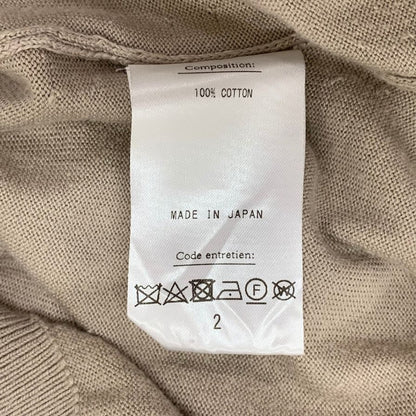 Composition:
100% COTTON
MADE IN JAPAN
Code entretien:
F W
2